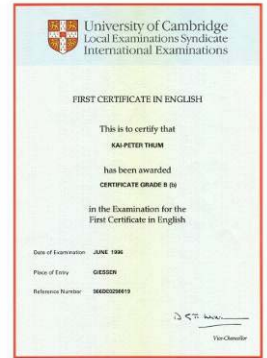 University of Cambridge
Local Examinations Syndicate
International Examinations
FIRST CERTIFICATE IN ENGLISH
This is to certify that
KAI-PETER THUM
has been awarded
CERTIFICATE GRADE B (b)
in the Examination for the
First Certificate in English
Date of Examination JUNE 1996
Place of Entry GIESSEN
Reference Number
Vice-Chancellor